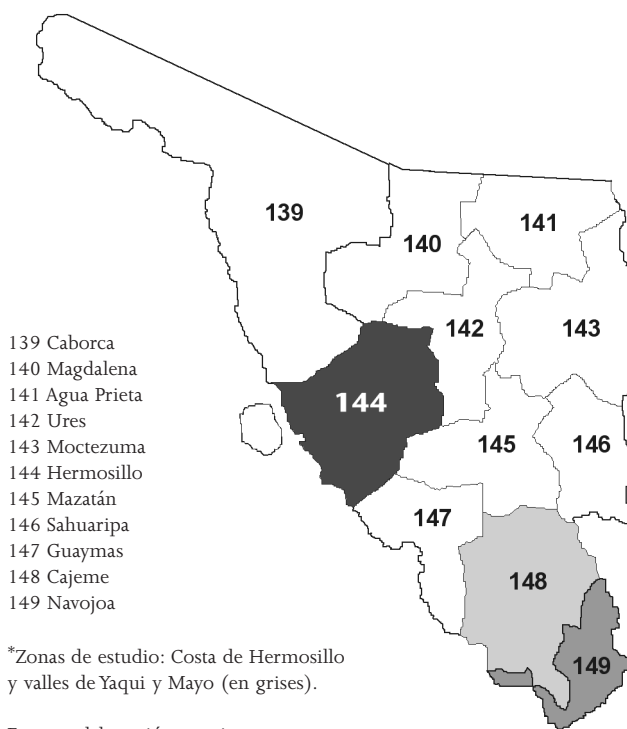 139
140
141
142
143
144
145
146
147
148
149
139 Caborca
140 Magdalena
141 Agua Prieta
142 Ures
143 Moctezuma
144 Hermosillo
145 Mazatán
146 Sahuaripa
147 Guaymas
148 Cajeme
149 Navojoa
*Zonas de estudio: Costa de Hermosillo
y valles de Yaqui y Mayo (en grises).